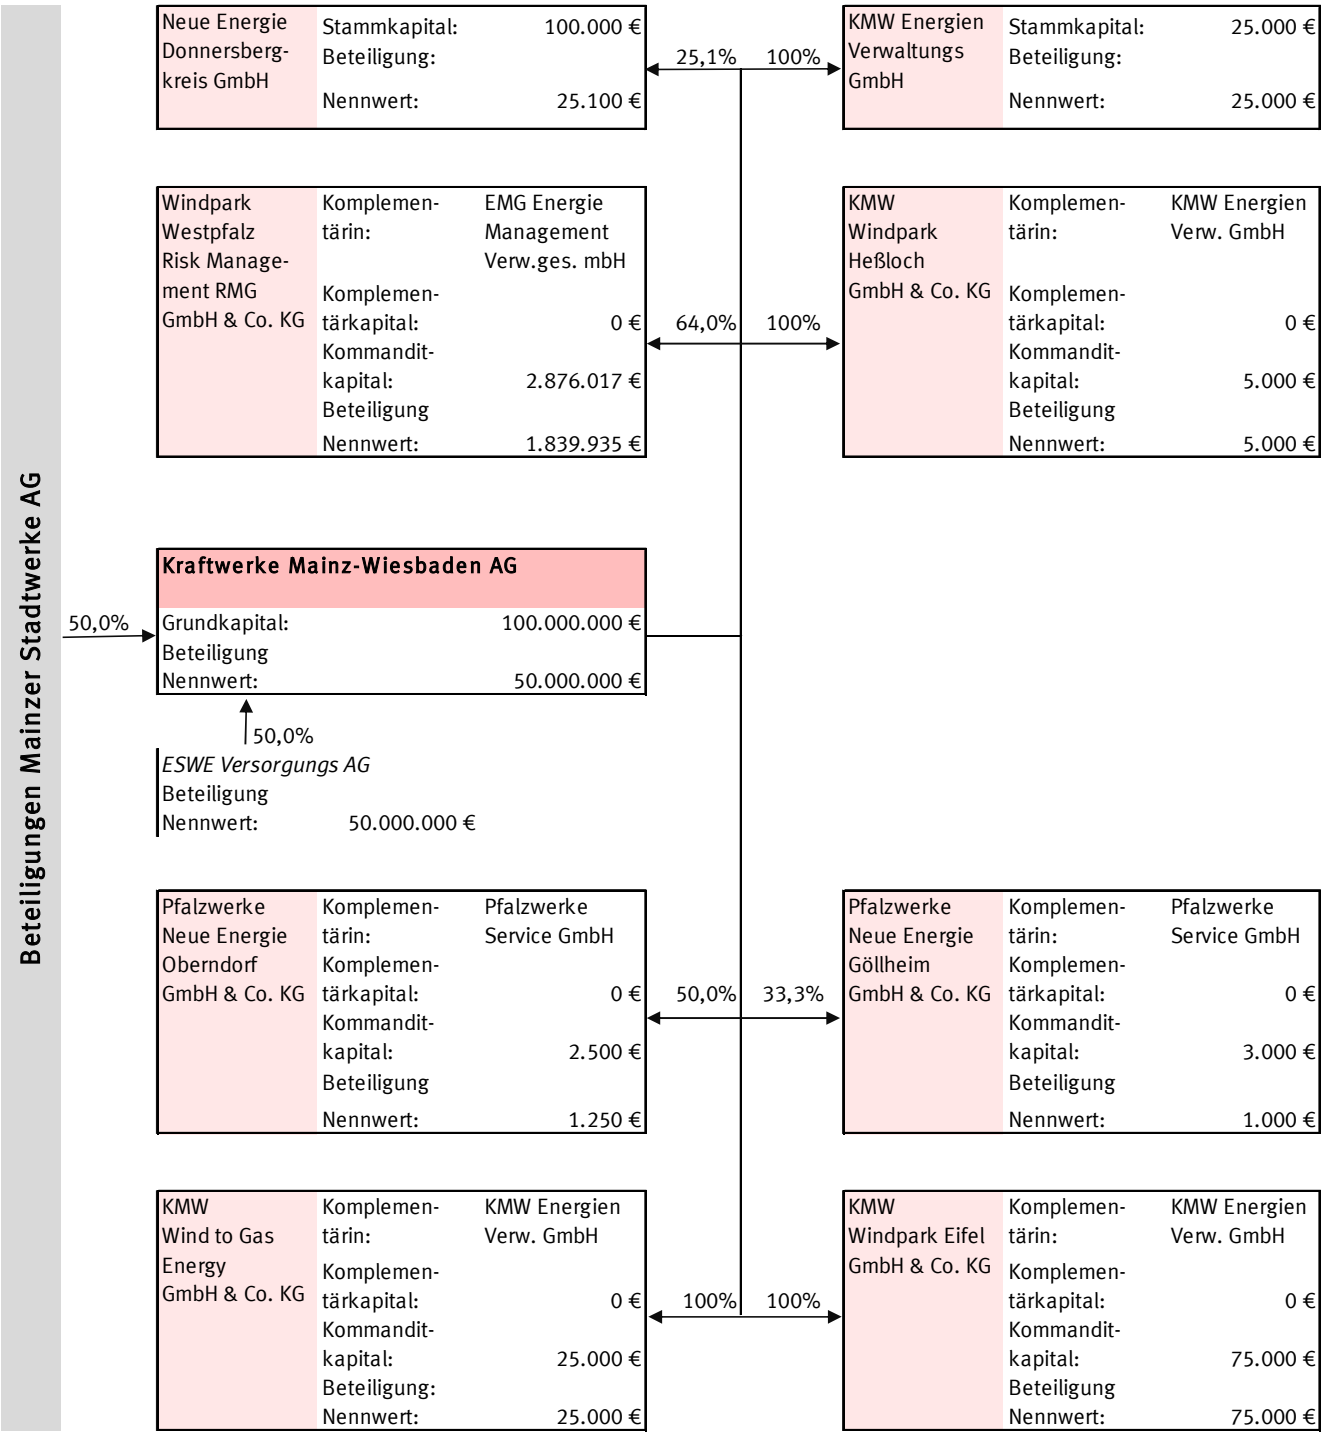 Beteiligungen Mainzer Stadtwerke AG
Neue Energie
Donnersberg-
kreis GmbH
Stammkapital: 100.000 €
Beteiligung:
Nennwert: 25.100 €
25,1% 100%
KMW Energien
Verwaltungs
GmbH
Stammkapital: 25.000 €
Beteiligung:
Nennwert: 25.000 €
Windpark
Westpfalz
Risk Manage-
ment RMG
GmbH & Co. KG
Komplemen- EMG Energie
tärin: Management
Verw.ges. mbH
Komplemen-
tärkapital: 0 €
Kommandit-
kapital: 2.876.017 €
Beteiligung
Nennwert: 1.839.935 €
64,0% 100%
KMW
Windpark
Heßloch
GmbH & Co. KG
Komplemen- KMW Energien
tärin: Verw. GmbH
Komplemen-
tärkapital: 0 €
Kommandit-
kapital: 5.000 €
Beteiligung
Nennwert: 5.000 €
50,0%
Kraftwerke Mainz-Wiesbaden AG
Grundkapital: 100.000.000 €
Beteiligung
Nennwert: 50.000.000 €
50,0%
ESWE Versorgungs AG
Beteiligung
Nennwert: 50.000.000 €
Pfalzwerke
Neue Energie
Oberndorf
GmbH & Co. KG
Komplemen- Pfalzwerke
tärin: Service GmbH
Komplemen-
tärkapital: 0 €
Kommandit-
kapital: 2.500 €
Beteiligung
Nennwert: 1.250 €
50,0% 33,3%
Pfalzwerke
Neue Energie
Göllheim
GmbH & Co. KG
Komplemen- Pfalzwerke
tärin: Service GmbH
Komplemen-
tärkapital: 0 €
Kommandit-
kapital: 3.000 €
Beteiligung
Nennwert: 1.000 €
KMW
Wind to Gas
Energy
GmbH & Co. KG
Komplemen- KMW Energien
tärin: Verw. GmbH
Komplemen-
tärkapital: 0 €
Kommandit-
kapital: 25.000 €
Beteiligung:
Nennwert: 25.000 €
100% 100%
KMW
Windpark Eifel
GmbH & Co. KG
Komplemen- KMW Energien
tärin: Verw. GmbH
Komplemen-
tärkapital: 0 €
Kommandit-
kapital: 75.000 €
Beteiligung
Nennwert: 75.000 €